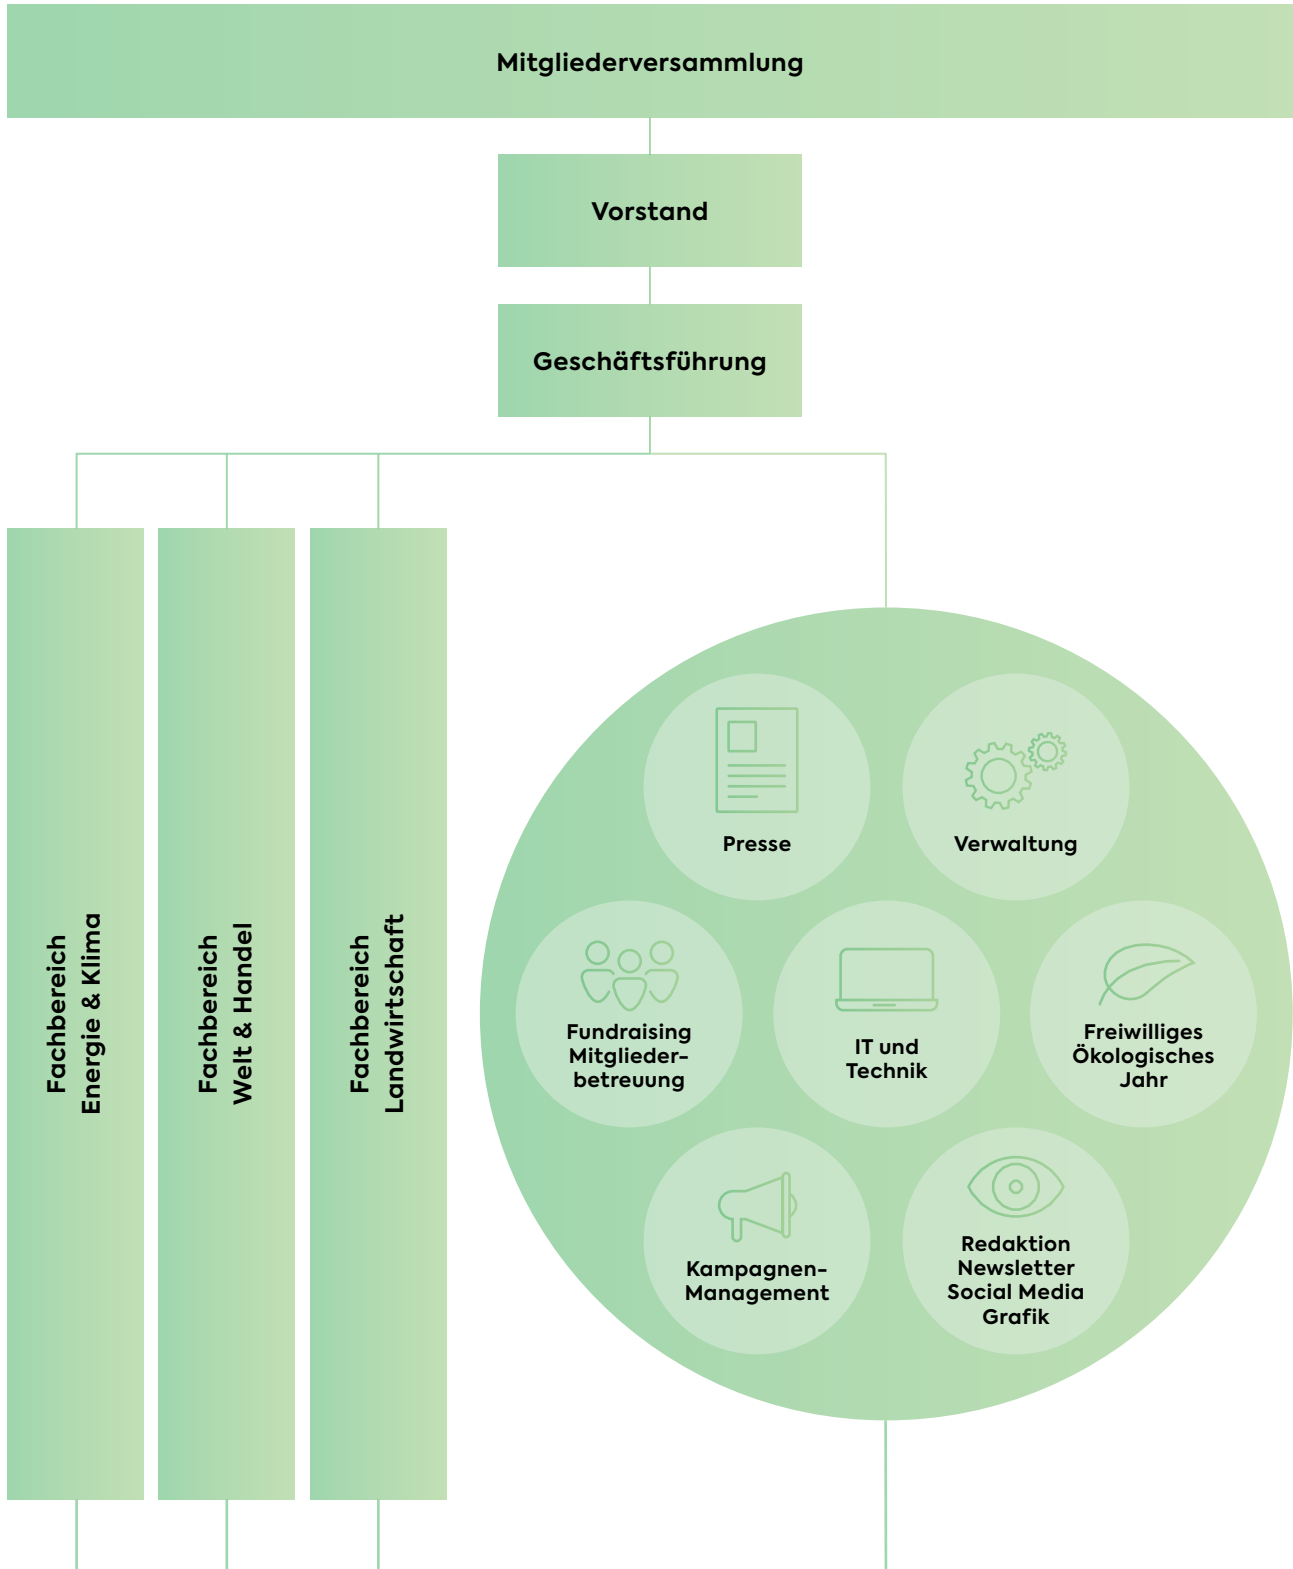 Mitgliederversammlung
Vorstand
Geschäftsführung
Fachbereich
Energie & Klima
Fachbereich
Welt & Handel
Fachbereich
Landwirtschaft
Presse
Verwaltung
Fundraising
Mitglieder-
betreuung
IT und
Technik
Freiwilliges
Ökologisches
Jahr
Kampagnen-
Management
Redaktion
Newsletter
Social Media
Grafik